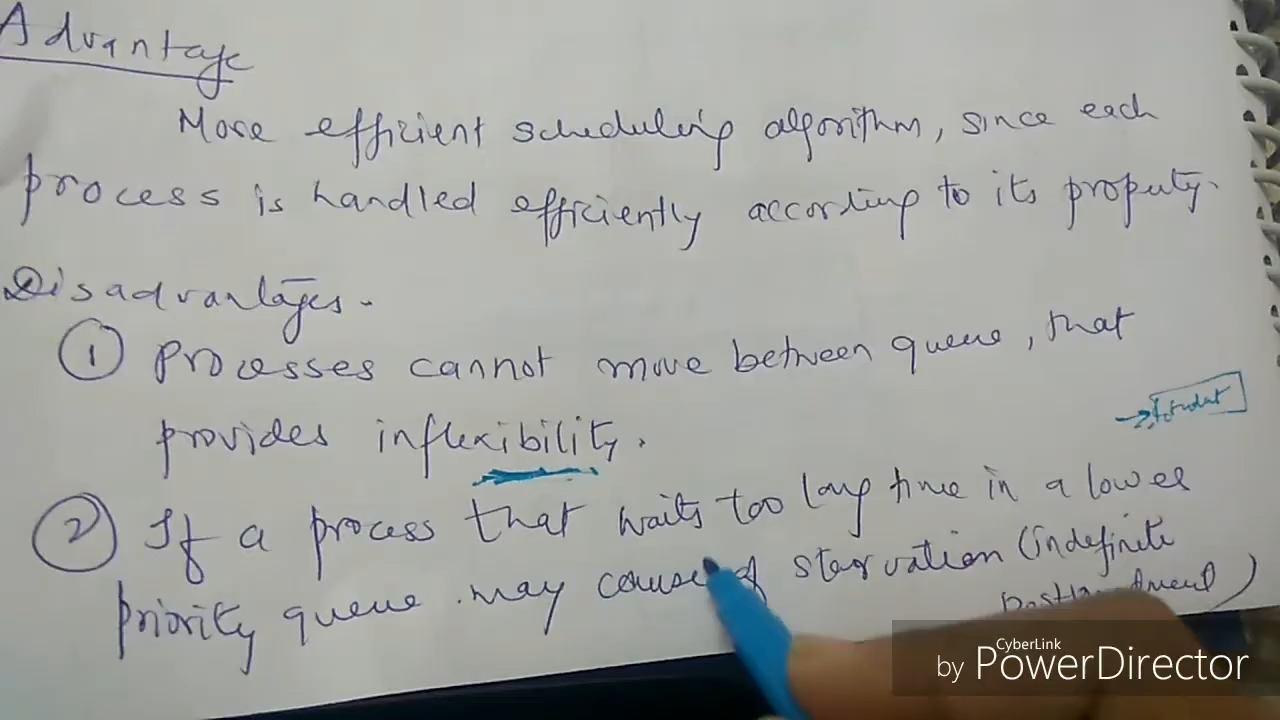 Advantage
More efficient scheduling algorithm, since each
process is handled efficiently according to its property.
Disadvantages.
① Processes cannot move between queue, that
provides inflexibility.
② If a process that waits too long time in a lower
priority queue may cause of starvation (indefinite
CyberLink
by PowerDirector